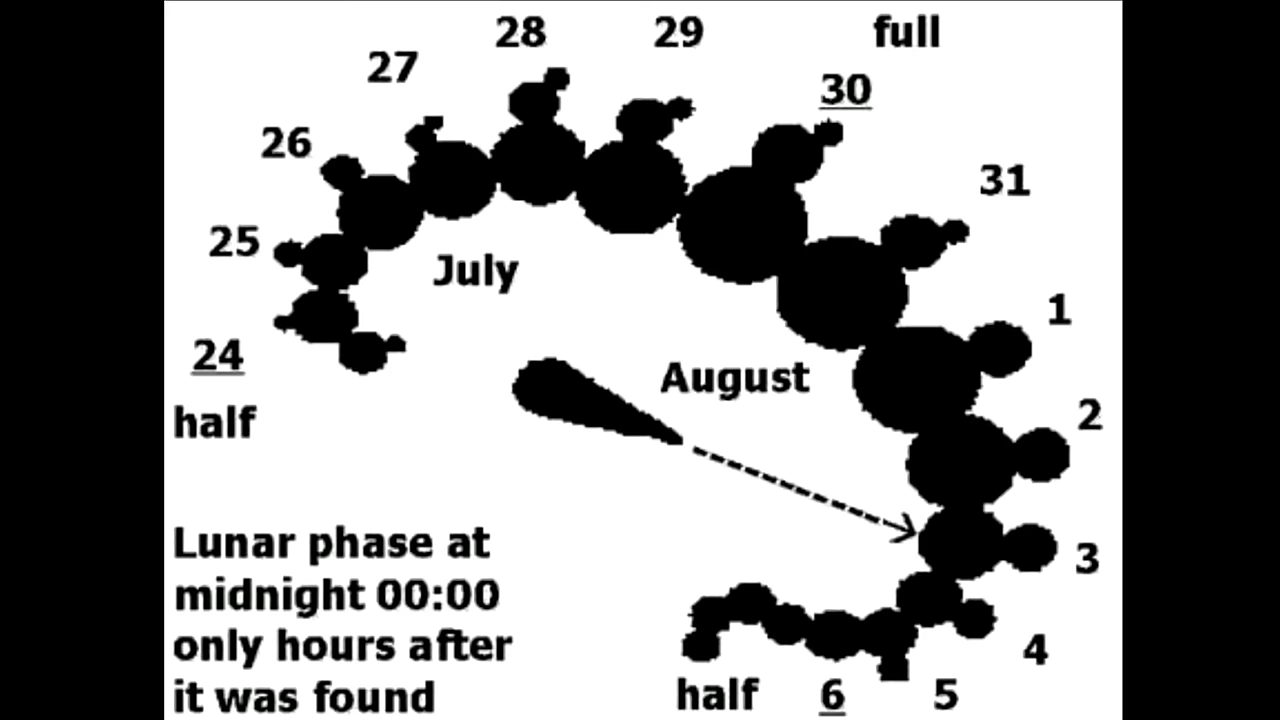 28
29
full
27
30
26
31
25
July
1
24
August
2
half
Lunar phase at
midnight 00:00
only hours after
it was found
3
4
half
6
5